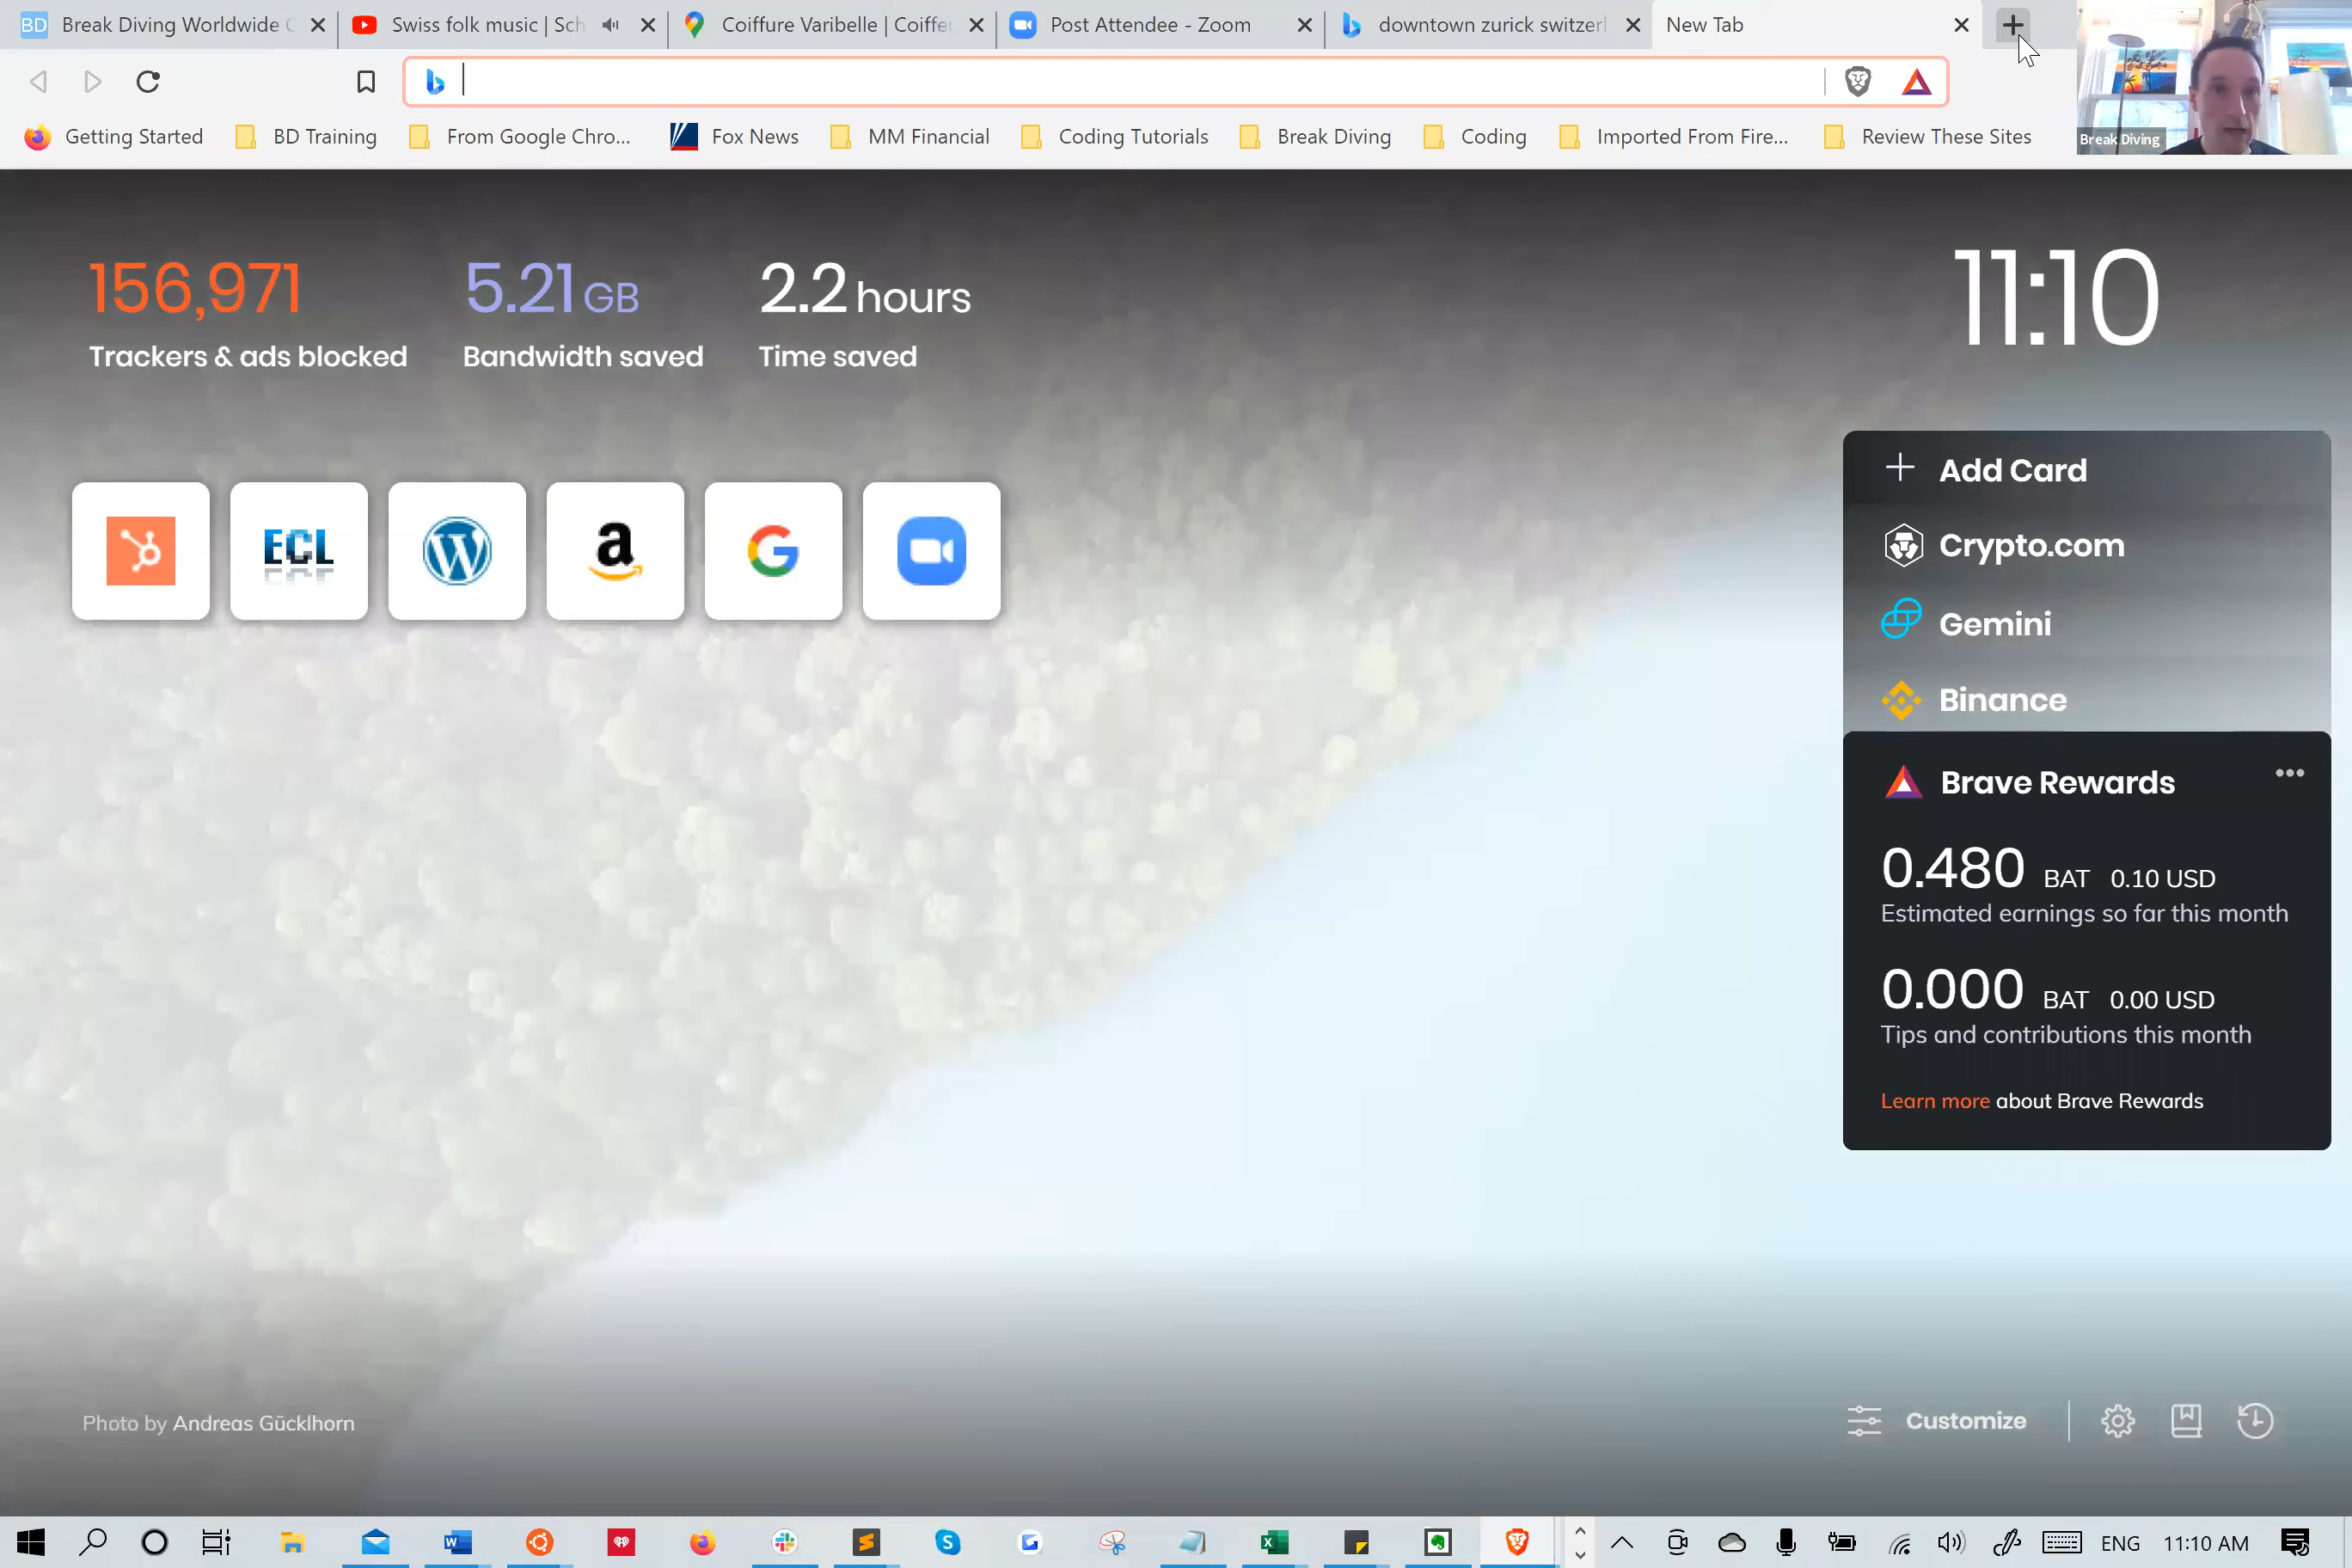 BD Break Diving Worldwide C
Swiss folk music | Sch
Coiffure Varibelle | Coiffeu
Post Attendee - Zoom
downtown zurick switzerl
New Tab
Getting Started
BD Training
From Google Chro...
Fox News
MM Financial
Coding Tutorials
Break Diving
Coding
Imported From Fire...
Review These Sites
Break Diving
156,971
Trackers & ads blocked
5.21 GB
Bandwidth saved
2.2 hours
Time saved
11:10
ECL
Add Card
Crypto.com
Gemini
Binance
Brave Rewards
0.480 BAT 0.10 USD
Estimated earnings so far this month
0.000 BAT 0.00 USD
Tips and contributions this month
Learn more about Brave Rewards
Photo by Andreas Gücklhorn
Customize
ENG
11:10 AM